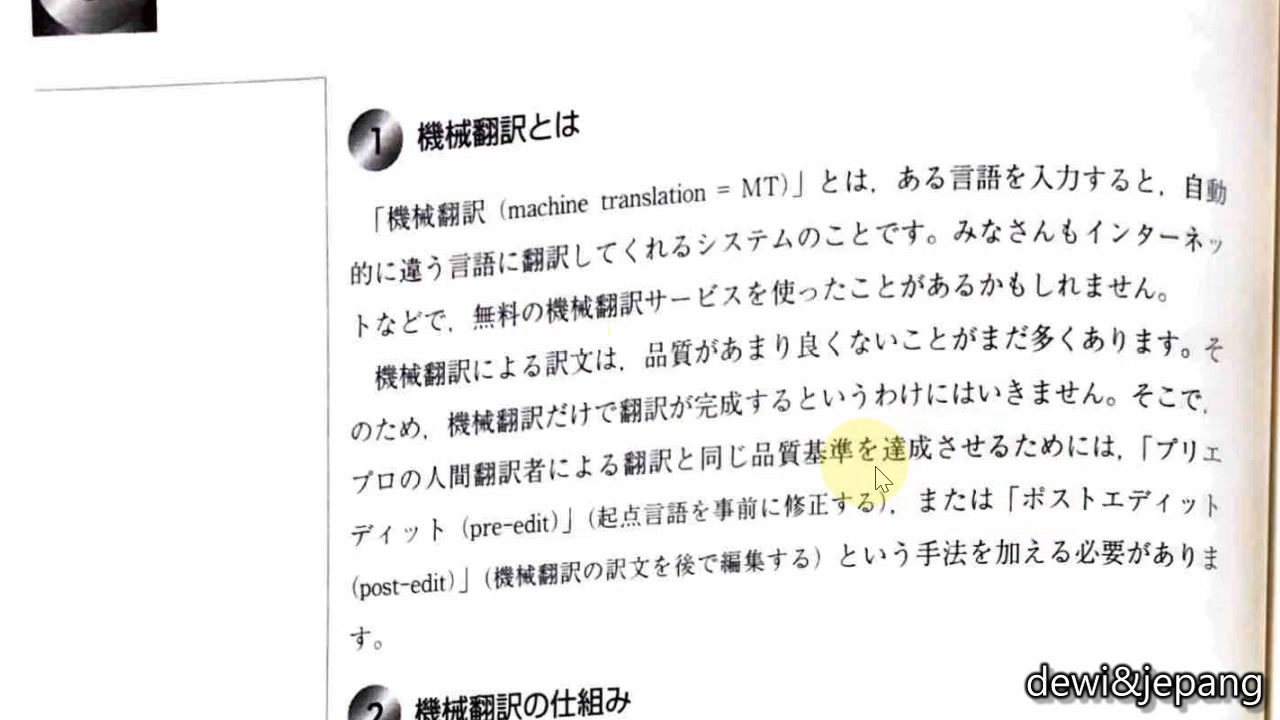 1 機械翻訳とは
「機械翻訳（machine translation = MT）」とは，ある言語を入力すると，自動
的に違う言語に翻訳してくれるシステムのことです。みなさんもインターネッ
トなどで，無料の機械翻訳サービスを使ったことがあるかもしれません。
機械翻訳による訳文は，品質があまり良くないことがまだ多くあります。そ
のため，機械翻訳だけで翻訳が完成するというわけにはいきません。そこで，
プロの人間翻訳者による翻訳と同じ品質基準を達成させるためには，「プリエ
ディット（pre-edit）」（起点言語を事前に修正する），または「ポストエディット
（post-edit）」（機械翻訳の訳文を後で編集する）という手法を加える必要がありま
す。
2 機械翻訳の仕組み
dewi&jepang